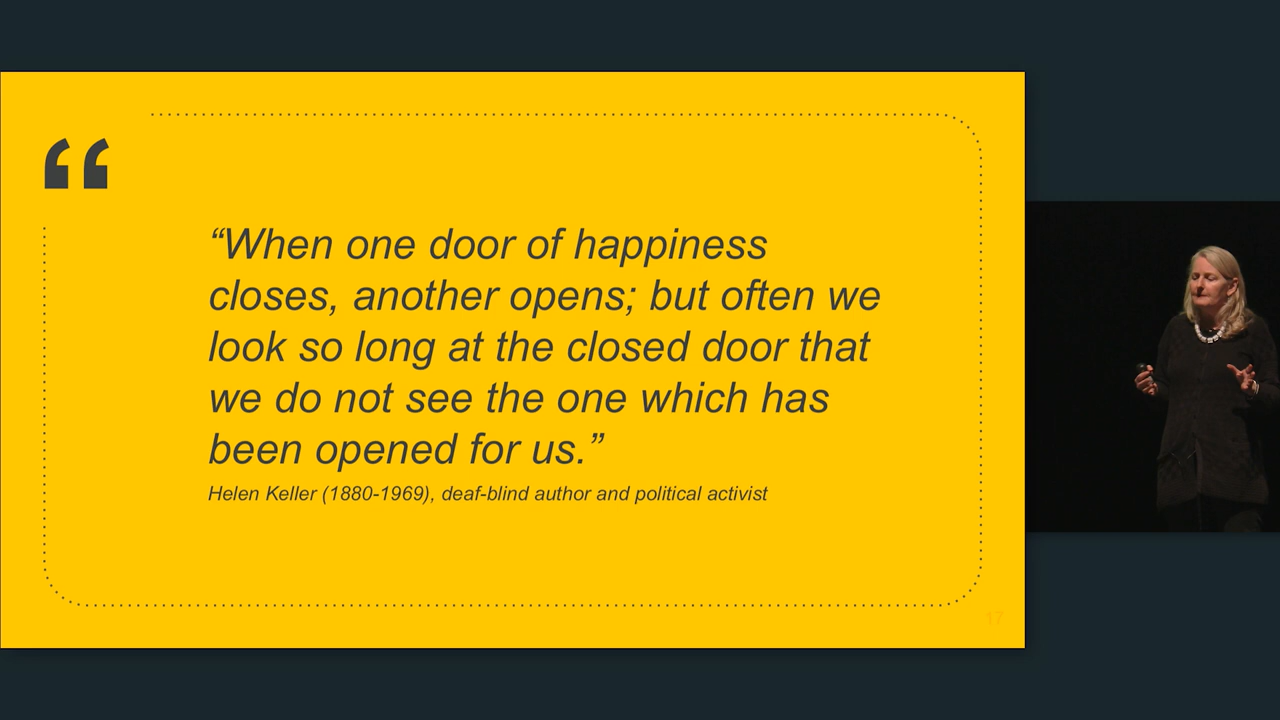 “
“When one door of happiness
closes, another opens; but often we
look so long at the closed door that
we do not see the one which has
been opened for us.”
Helen Keller (1880-1969), deaf-blind author and political activist
17